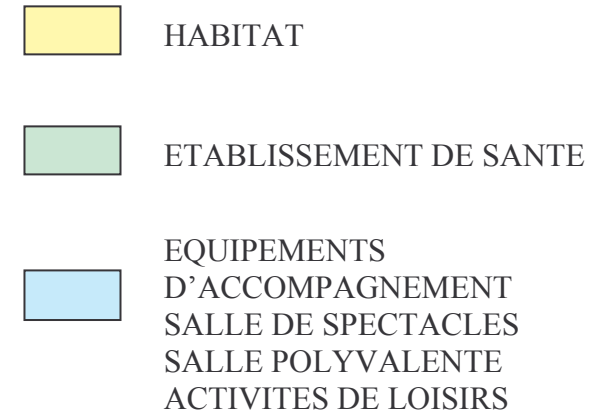 HABITAT
ETABLISSEMENT DE SANTE
EQUIPEMENTS
D’ACCOMPAGNEMENT
SALLE DE SPECTACLES
SALLE POLYVALENTE
ACTIVITES DE LOISIRS